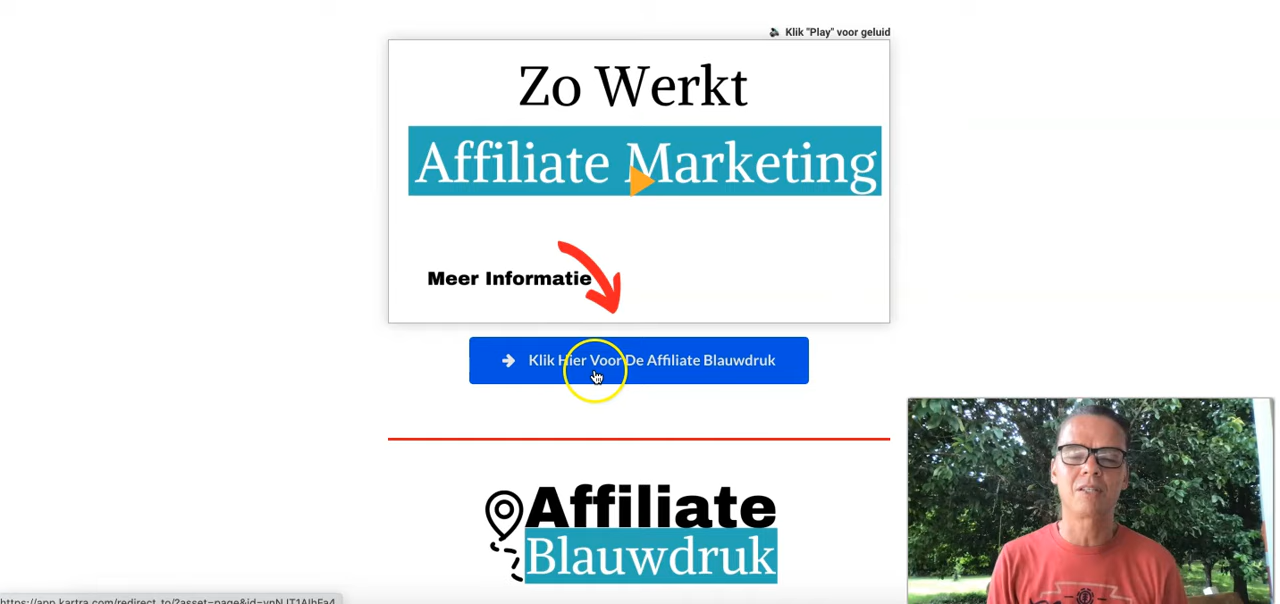 Klik "Play" voor geluid
Zo Werkt
Affiliate Marketing
Meer Informatie
Klik Hier Voor De Affiliate Blauwdruk
Affiliate
Blauwdruk